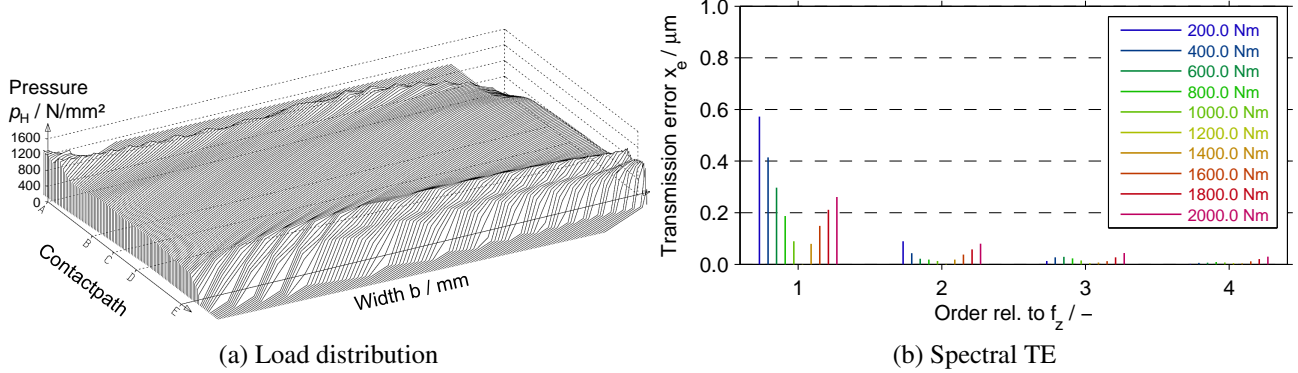 Pressure
p_H / N/mm²
1600
1200
800
400
0
A
B
C
D
E
Contactpath
Width b / mm
(a) Load distribution
Transmission error x_e / μm
1.0
0.8
0.6
0.4
0.2
0.0
1
2
3
4
Order rel. to f_z / −
200.0 Nm
400.0 Nm
600.0 Nm
800.0 Nm
1000.0 Nm
1200.0 Nm
1400.0 Nm
1600.0 Nm
1800.0 Nm
2000.0 Nm
(b) Spectral TE